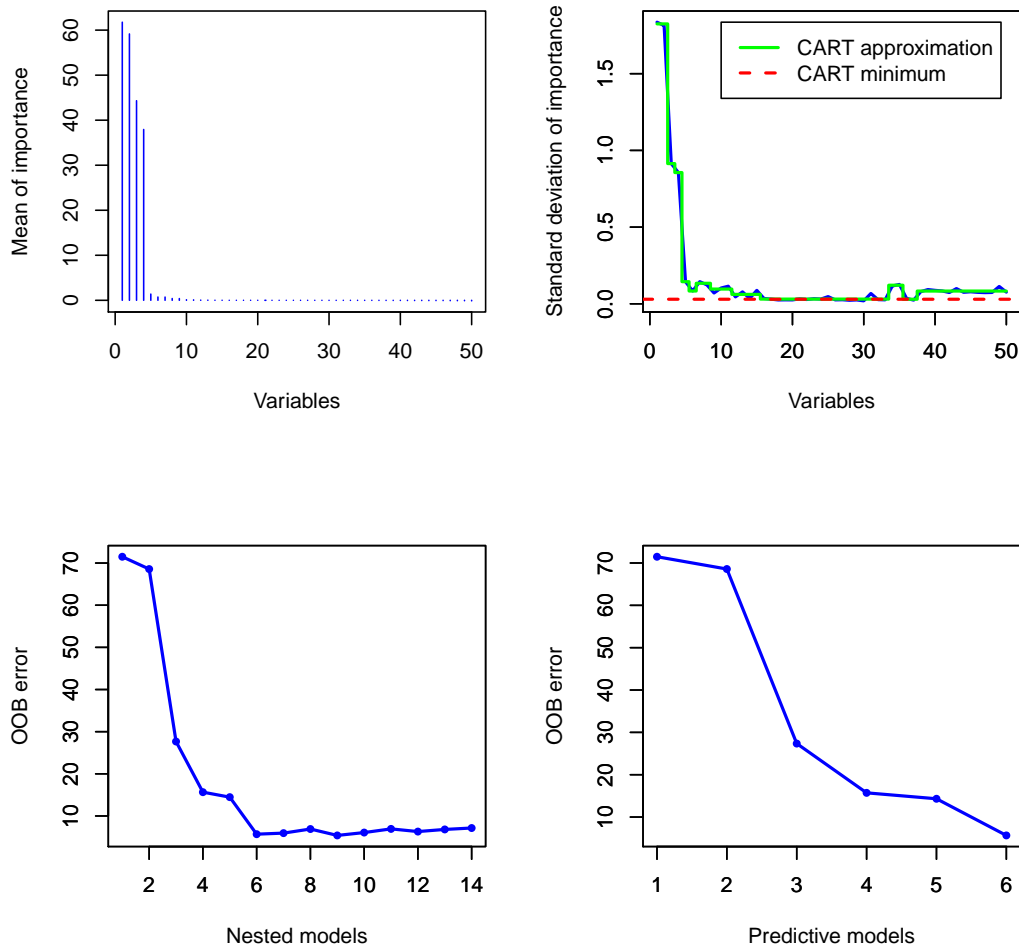 Mean of importance
0 10 20 30 40 50 60
0 10 20 30 40 50
Variables
Standard deviation of importance
0.0 0.5 1.0 1.5
CART approximation
CART minimum
0 10 20 30 40 50
Variables
OOB error
10 20 30 40 50 60 70
2 4 6 8 10 12 14
Nested models
OOB error
10 20 30 40 50 60 70
1 2 3 4 5 6
Predictive models